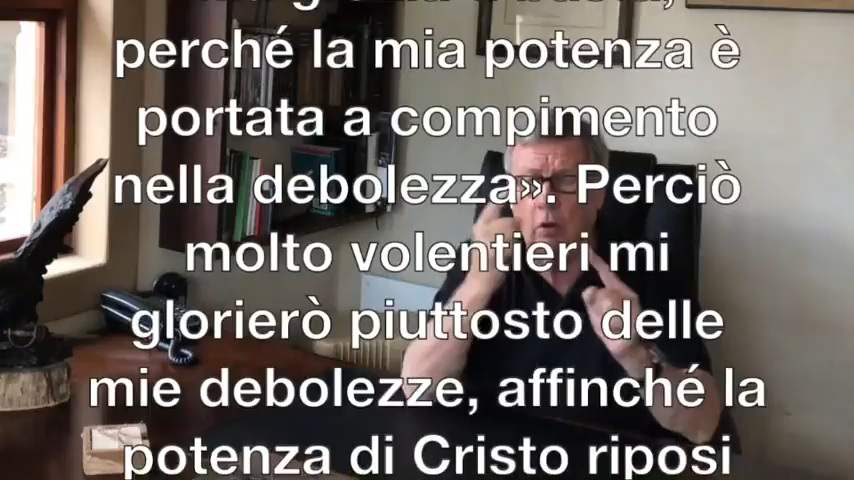 perché la mia potenza è
portata a compimento
nella debolezza». Perciò
molto volentieri mi
glorierò piuttosto delle
mie debolezze, affinché la
potenza di Cristo riposi